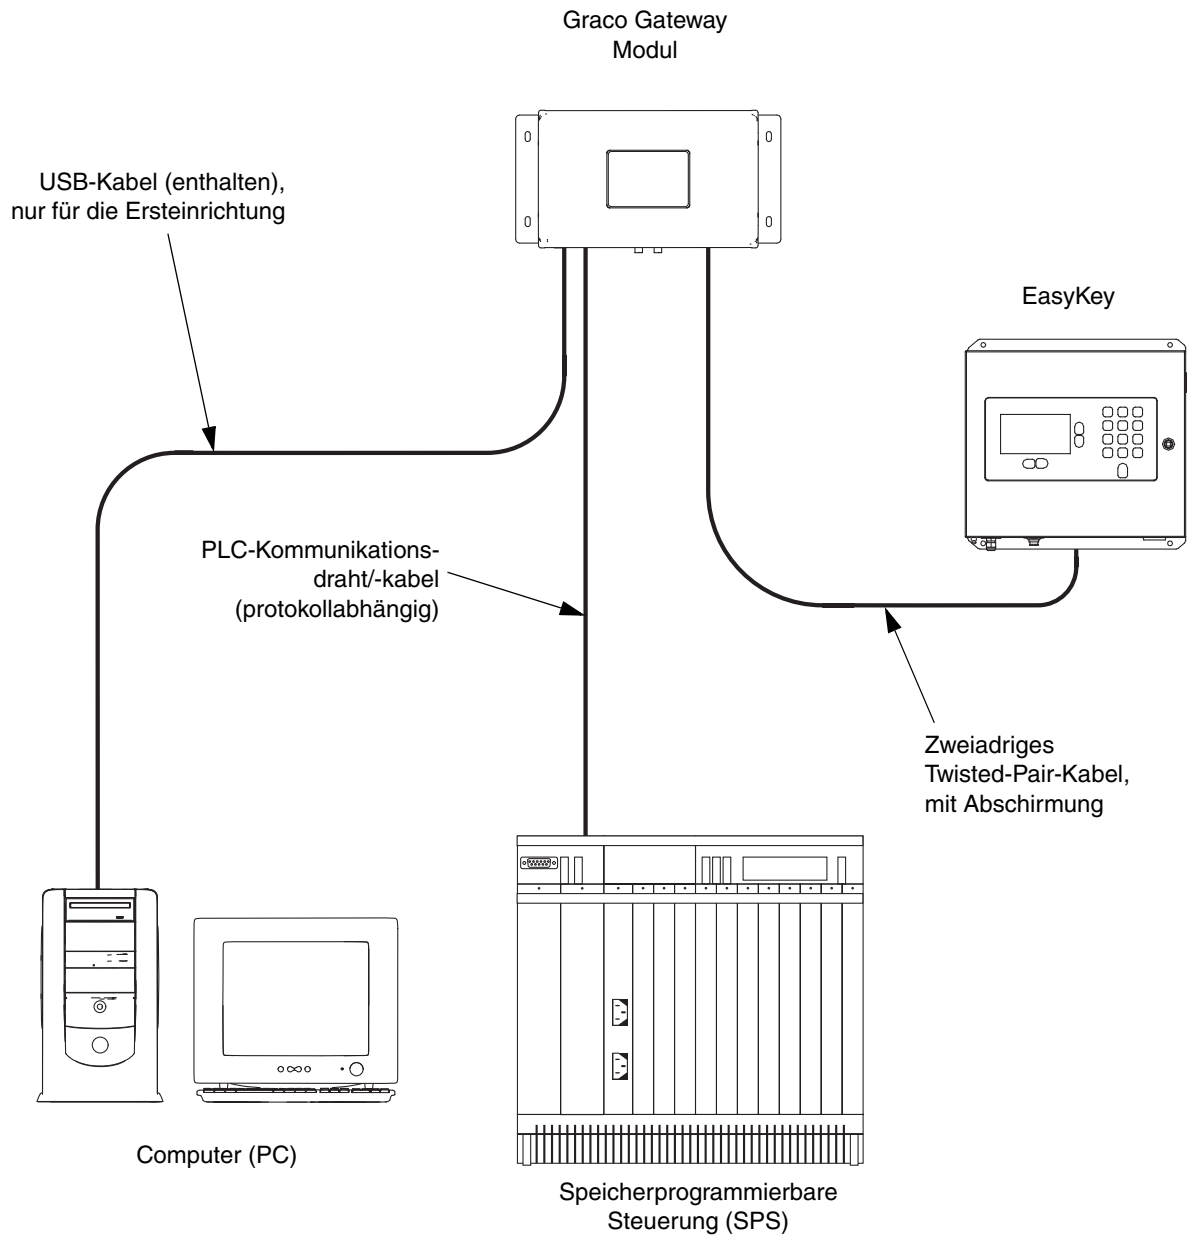 Graco Gateway
Modul
USB-Kabel (enthalten),
nur für die Ersteinrichtung
EasyKey
PLC-Kommunikations-
draht/-kabel
(protokollabhängig)
Zweiadriges
Twisted-Pair-Kabel,
mit Abschirmung
Computer (PC)
Speicherprogrammierbare
Steuerung (SPS)